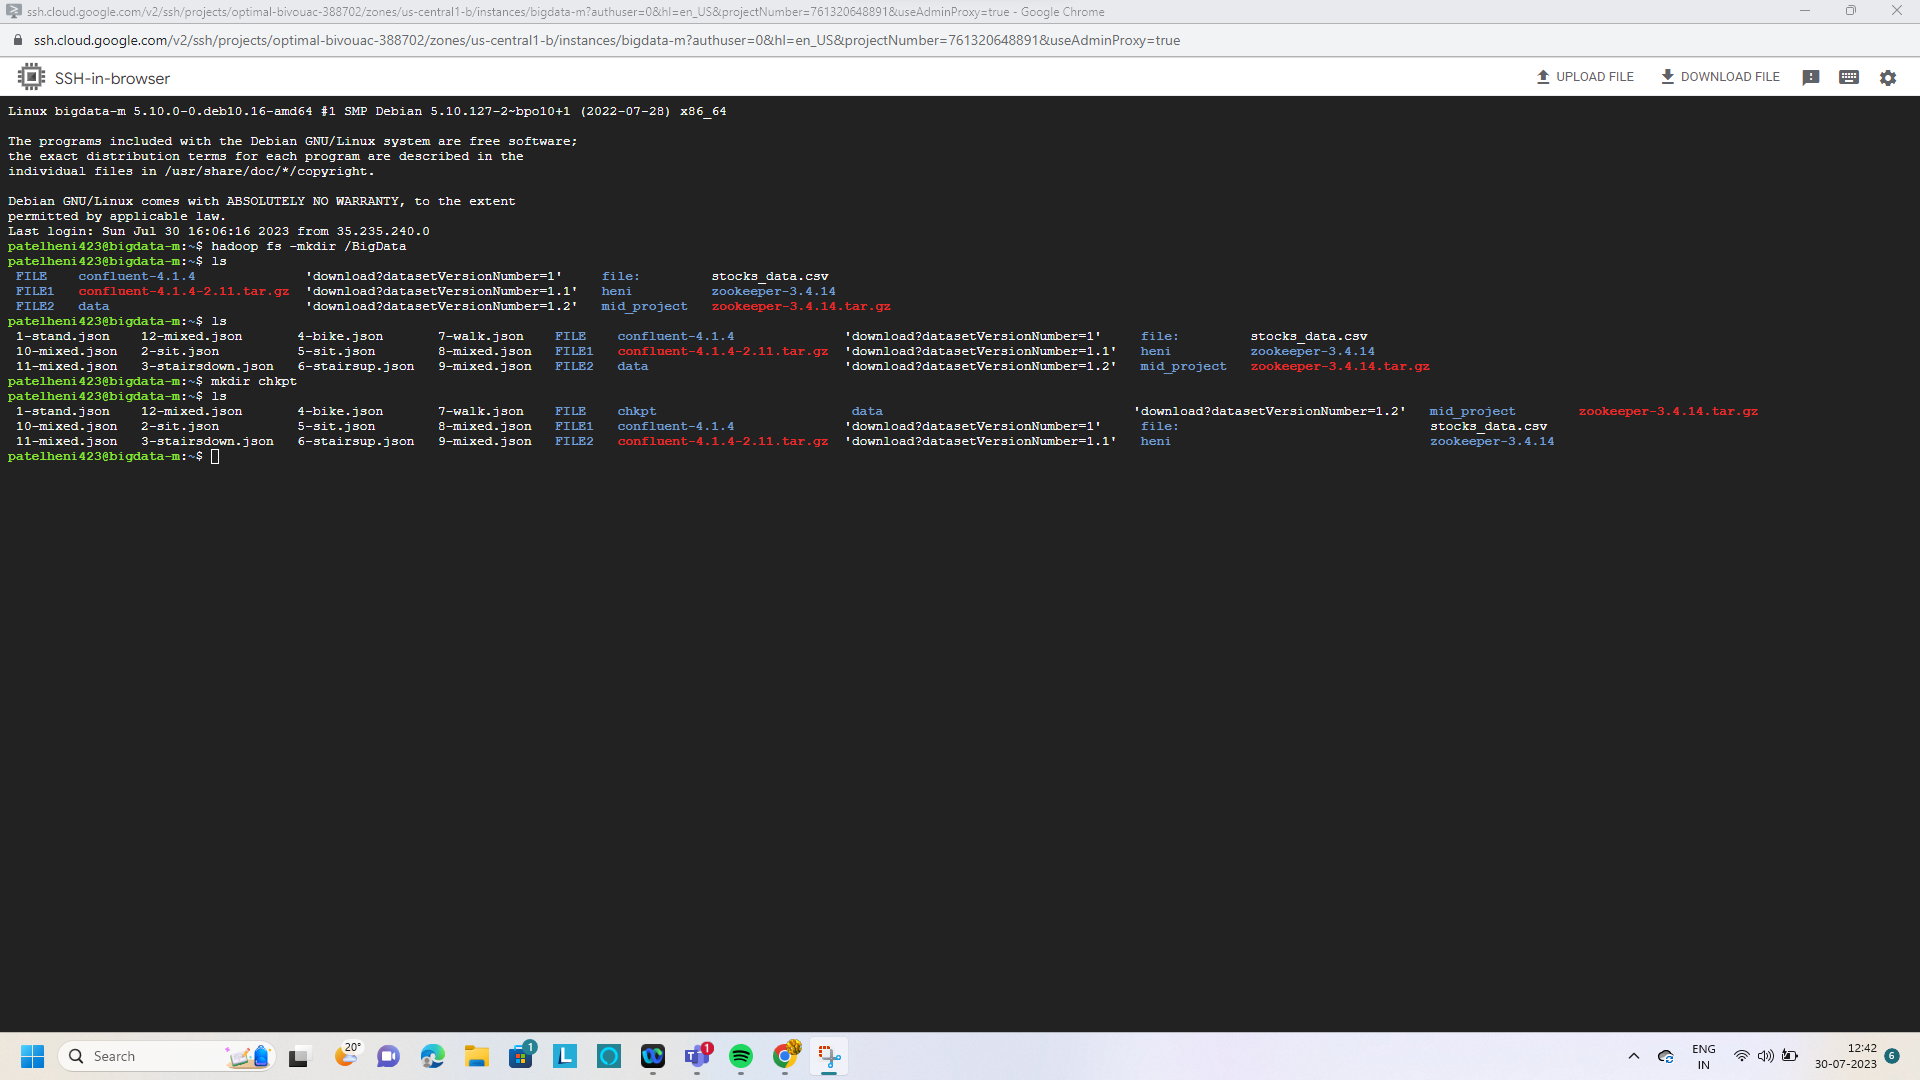 ssh.cloud.google.com/v2/ssh/projects/optimal-bivouac-388702/zones/us-central1-b/instances/bigdata-m?authuser=0&hl=en_US&projectNumber=761320648891&useAdminProxy=true - Google Chrome
ssh.cloud.google.com/v2/ssh/projects/optimal-bivouac-388702/zones/us-central1-b/instances/bigdata-m?authuser=0&hl=en_US&projectNumber=761320648891&useAdminProxy=true
SSH-in-browser UPLOAD FILE DOWNLOAD FILE
Linux bigdata-m 5.10.0-0.deb10.16-amd64 #1 SMP Debian 5.10.127-2~bpo10+1 (2022-07-28) x86_64
The programs included with the Debian GNU/Linux system are free software;
the exact distribution terms for each program are described in the
individual files in /usr/share/doc/*/copyright.
Debian GNU/Linux comes with ABSOLUTELY NO WARRANTY, to the extent
permitted by applicable law.
Last login: Sun Jul 30 16:06:16 2023 from 35.235.240.0
patelheni423@bigdata-m:~$ hadoop fs -mkdir /BigData
patelheni423@bigdata-m:~$ ls
FILE confluent-4.1.4 'download?datasetVersionNumber=1' file: stocks_data.csv
FILE1 confluent-4.1.4-2.11.tar.gz 'download?datasetVersionNumber=1.1' heni zookeeper-3.4.14
FILE2 data 'download?datasetVersionNumber=1.2' mid_project zookeeper-3.4.14.tar.gz
patelheni423@bigdata-m:~$ ls
1-stand.json 12-mixed.json 4-bike.json 7-walk.json FILE confluent-4.1.4 'download?datasetVersionNumber=1' file: stocks_data.csv
10-mixed.json 2-sit.json 5-sit.json 8-mixed.json FILE1 confluent-4.1.4-2.11.tar.gz 'download?datasetVersionNumber=1.1' heni zookeeper-3.4.14
11-mixed.json 3-stairsdown.json 6-stairsup.json 9-mixed.json FILE2 data 'download?datasetVersionNumber=1.2' mid_project zookeeper-3.4.14.tar.gz
patelheni423@bigdata-m:~$ mkdir chkpt
patelheni423@bigdata-m:~$ ls
1-stand.json 12-mixed.json 4-bike.json 7-walk.json FILE chkpt data 'download?datasetVersionNumber=1.2' mid_project zookeeper-3.4.14.tar.gz
10-mixed.json 2-sit.json 5-sit.json 8-mixed.json FILE1 confluent-4.1.4 'download?datasetVersionNumber=1' file: stocks_data.csv
11-mixed.json 3-stairsdown.json 6-stairsup.json 9-mixed.json FILE2 confluent-4.1.4-2.11.tar.gz 'download?datasetVersionNumber=1.1' heni zookeeper-3.4.14
patelheni423@bigdata-m:~$
Search 20° 1 L 1 ENG 12:42 6
IN 30-07-2023